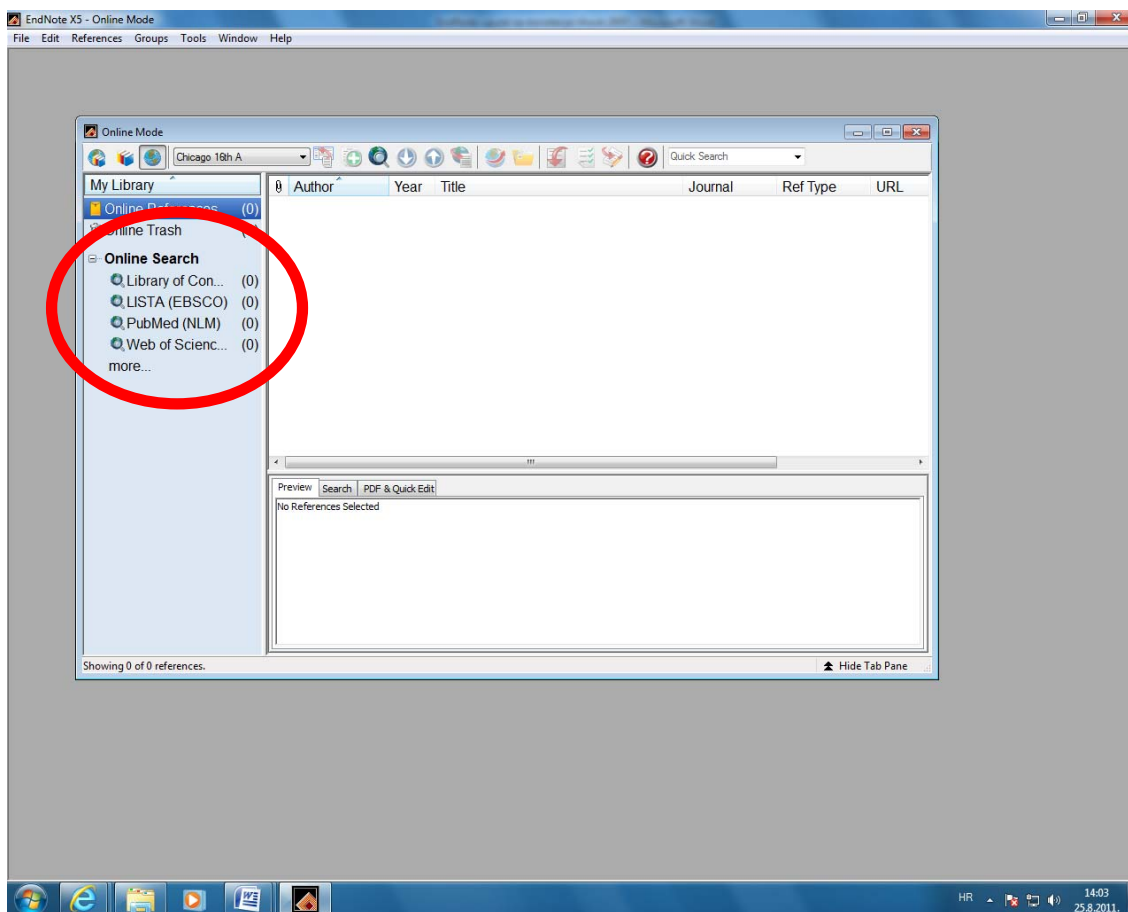 EndNote X5 - Online Mode
File Edit References Groups Tools Window Help
Online Mode
Chicago 16th A
Quick Search
My Library
Author Year Title Journal Ref Type URL
Online References (0)
Online Trash
Online Search
Library of Con... (0)
LISTA (EBSCO) (0)
PubMed (NLM) (0)
Web of Scienc... (0)
more...
Preview Search PDF & Quick Edit
No References Selected
Showing 0 of 0 references.
Hide Tab Pane
HR
14:03
25.8.2011.